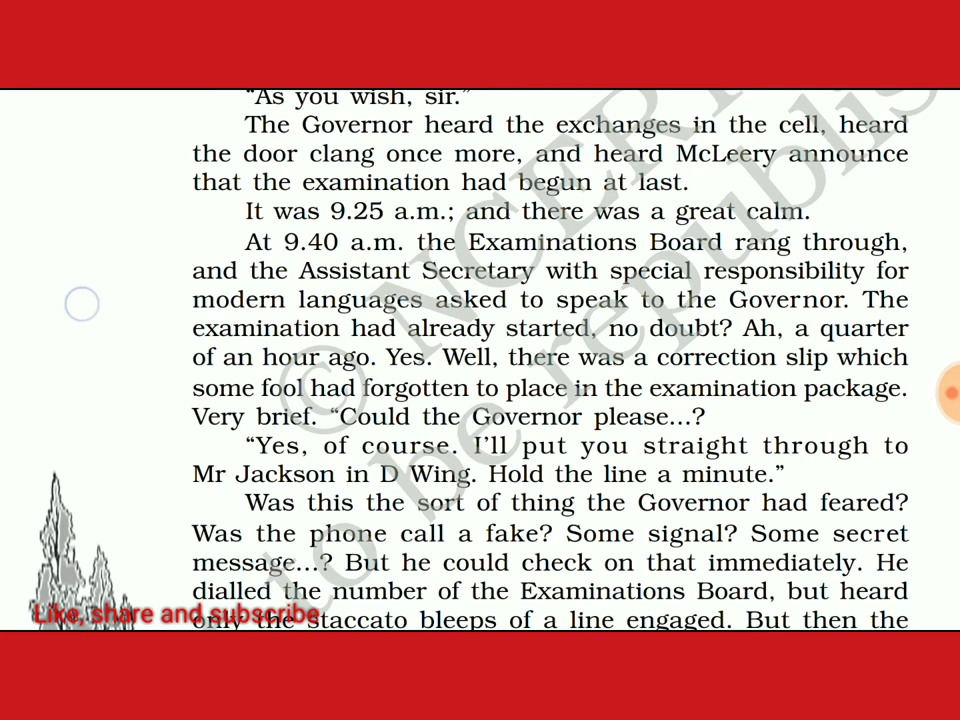 “As you wish, sir.”
The Governor heard the exchanges in the cell, heard
the door clang once more, and heard McLeery announce
that the examination had begun at last.
It was 9.25 a.m.; and there was a great calm.
At 9.40 a.m. the Examinations Board rang through,
and the Assistant Secretary with special responsibility for
modern languages asked to speak to the Governor. The
examination had already started, no doubt? Ah, a quarter
of an hour ago. Yes. Well, there was a correction slip which
some fool had forgotten to place in the examination package.
Very brief. “Could the Governor please...?
“Yes, of course. I’ll put you straight through to
Mr Jackson in D Wing. Hold the line a minute.”
Was this the sort of thing the Governor had feared?
Was the phone call a fake? Some signal? Some secret
message...? But he could check on that immediately. He
dialled the number of the Examinations Board, but heard
only the staccato bleeps of a line engaged. But then the
Like, share and subscribe
© NCERT
to be republis